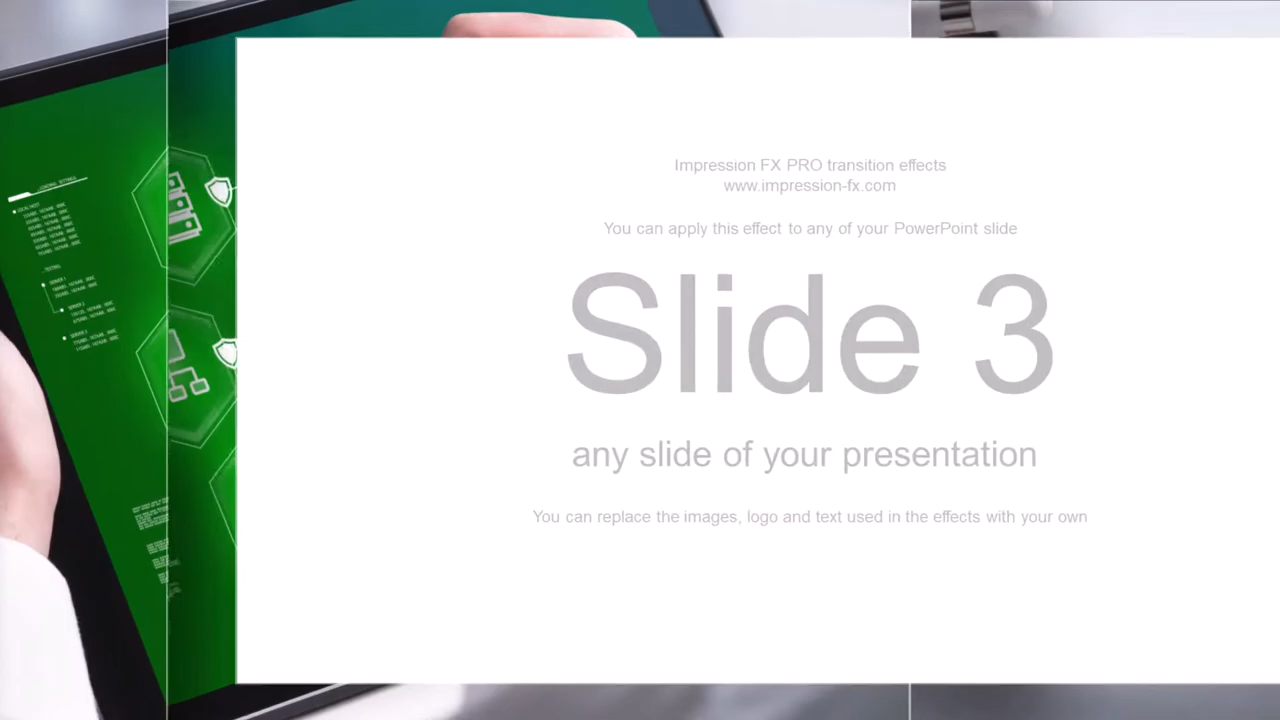 Impression FX PRO transition effects
www.impression-fx.com
You can apply this effect to any of your PowerPoint slide
Slide 3
any slide of your presentation
You can replace the images, logo and text used in the effects with your own